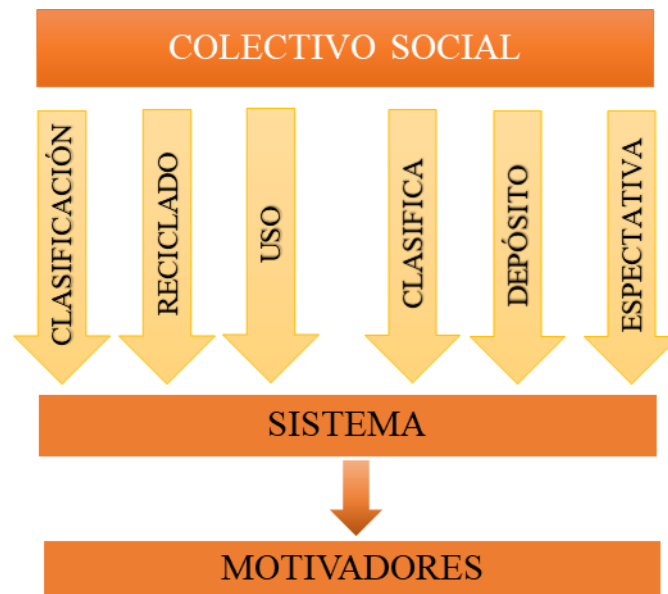 COLECTIVO SOCIAL
CLASIFICACIÓN
RECICLADO
USO
CLASIFICA
DEPÓSITO
ESPECTATIVA
SISTEMA
MOTIVADORES